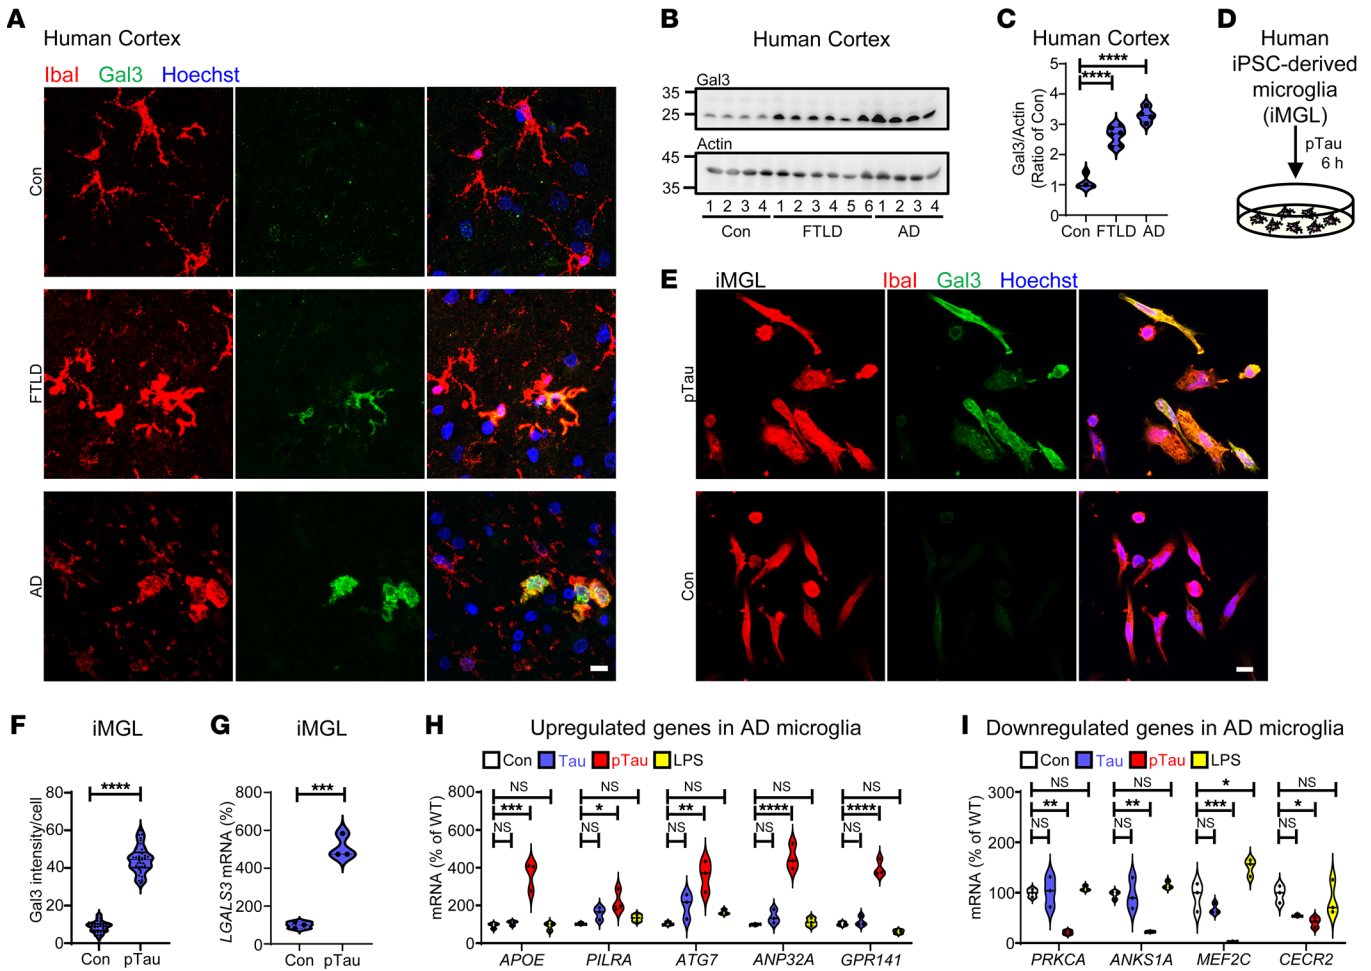 A
Human Cortex
IbaI Gal3 Hoechst
Con
FTLD
AD
B
Human Cortex
Gal3
35
25
Actin
45
35
1 2 3 4 1 2 3 4 5 6 1 2 3 4
Con FTLD AD
C
Human Cortex
Gal3/Actin
(Ratio of Con)
5
4
3
2
1
0
****
****
Con FTLD AD
D
Human
iPSC-derived
microglia
(iMGL)
pTau
6 h
E
iMGL IbaI Gal3 Hoechst
pTau
Con
F
iMGL
Gal3 intensity/cell
80
60
40
20
0
****
Con pTau
G
iMGL
LGALS3 mRNA (%)
800
600
400
200
0
***
Con pTau
H
Upregulated genes in AD microglia
Con Tau pTau LPS
mRNA (% of WT)
800
600
400
200
0
NS NS NS NS NS
*** * ** **** ****
NS NS NS NS NS
APOE PILRA ATG7 ANP32A GPR141
I
Downregulated genes in AD microglia
Con Tau pTau LPS
mRNA (% of WT)
300
200
100
0
NS NS * NS
** ** *** *
NS NS NS NS
PRKCA ANKS1A MEF2C CECR2